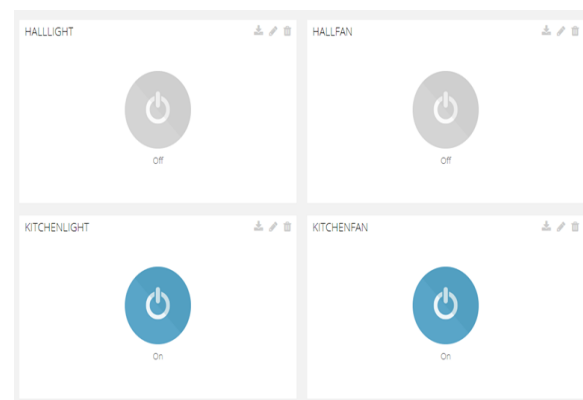 HALLLIGHT
HALLFAN
Off
Off
KITCHENLIGHT
KITCHENFAN
On
On